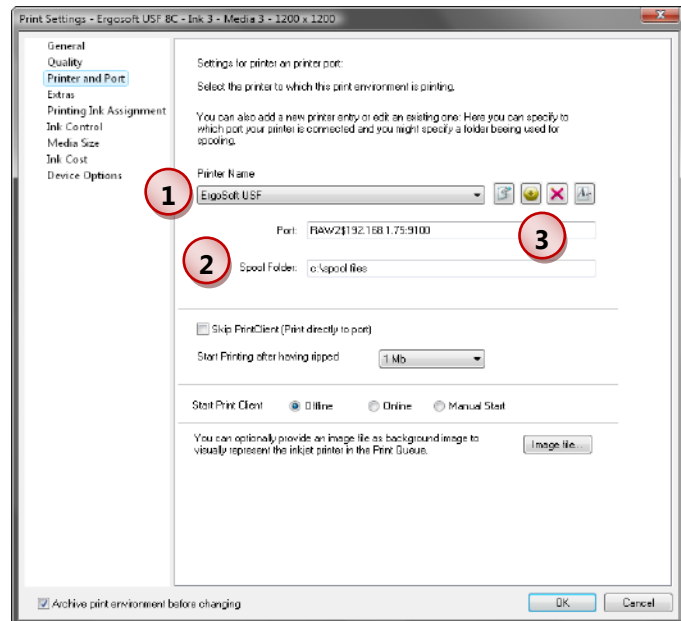 Print Settings - Ergosoft USF 8C - Ink 3 - Media 3 - 1200 x 1200
General
Quality
Printer and Port
Extras
Printing Ink Assignment
Ink Control
Media Size
Ink Cost
Device Options
Settings for printer an printer port:
Select the printer to which this print environment is printing.
You can also add a new printer entry or edit an existing one: Here you can specify to
which port your printer is connected and you might specify a folder beeing used for
spooling.
Printer Name
1
ErgoSoft USF
Port: RAW2$192.168.1.75:9100
3
2
Spool Folder: c:\spool files
Skip PrintClient (Print directly to port)
Start Printing after having ripped 1 Mb
Start Print Client Offline Online Manual Start
You can optionally provide an image file as background image to
visually represent the inkjet printer in the Print Queue.
Image file...
Archive print environment before changing
OK Cancel